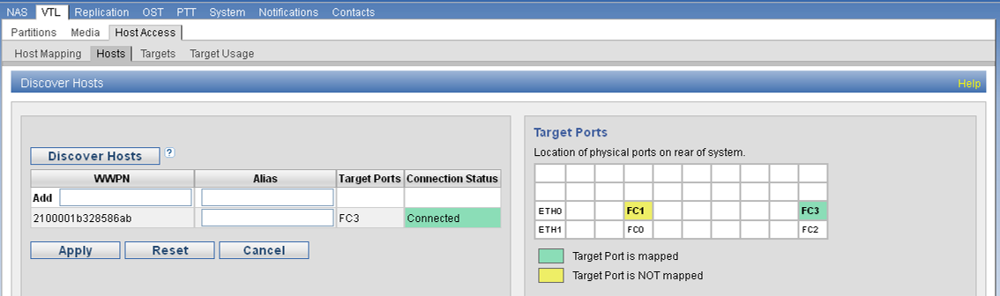 NAS VTL Replication OST PTT System Notifications Contacts
Partitions Media Host Access
Host Mapping Hosts Targets Target Usage
Discover Hosts Help
Discover Hosts ?
WWPN Alias Target Ports Connection Status
Add
2100001b328586ab FC3 Connected
Apply Reset Cancel
Target Ports
Location of physical ports on rear of system.
ETH0 FC1 FC3
ETH1 FC0 FC2
Target Port is mapped
Target Port is NOT mapped